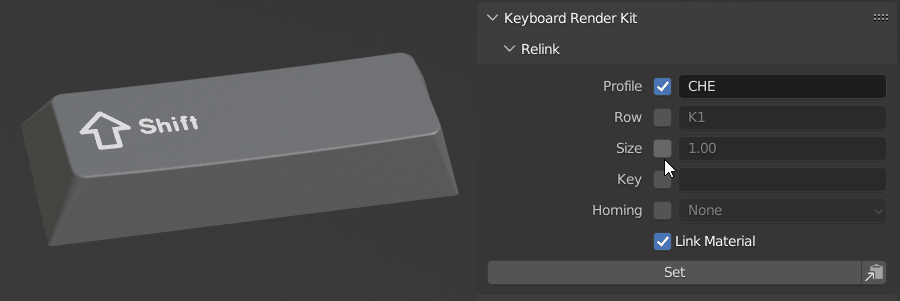 Shift
Keyboard Render Kit
Relink
Profile CHE
Row K1
Size 1.00
Key
Homing None
Link Material
Set